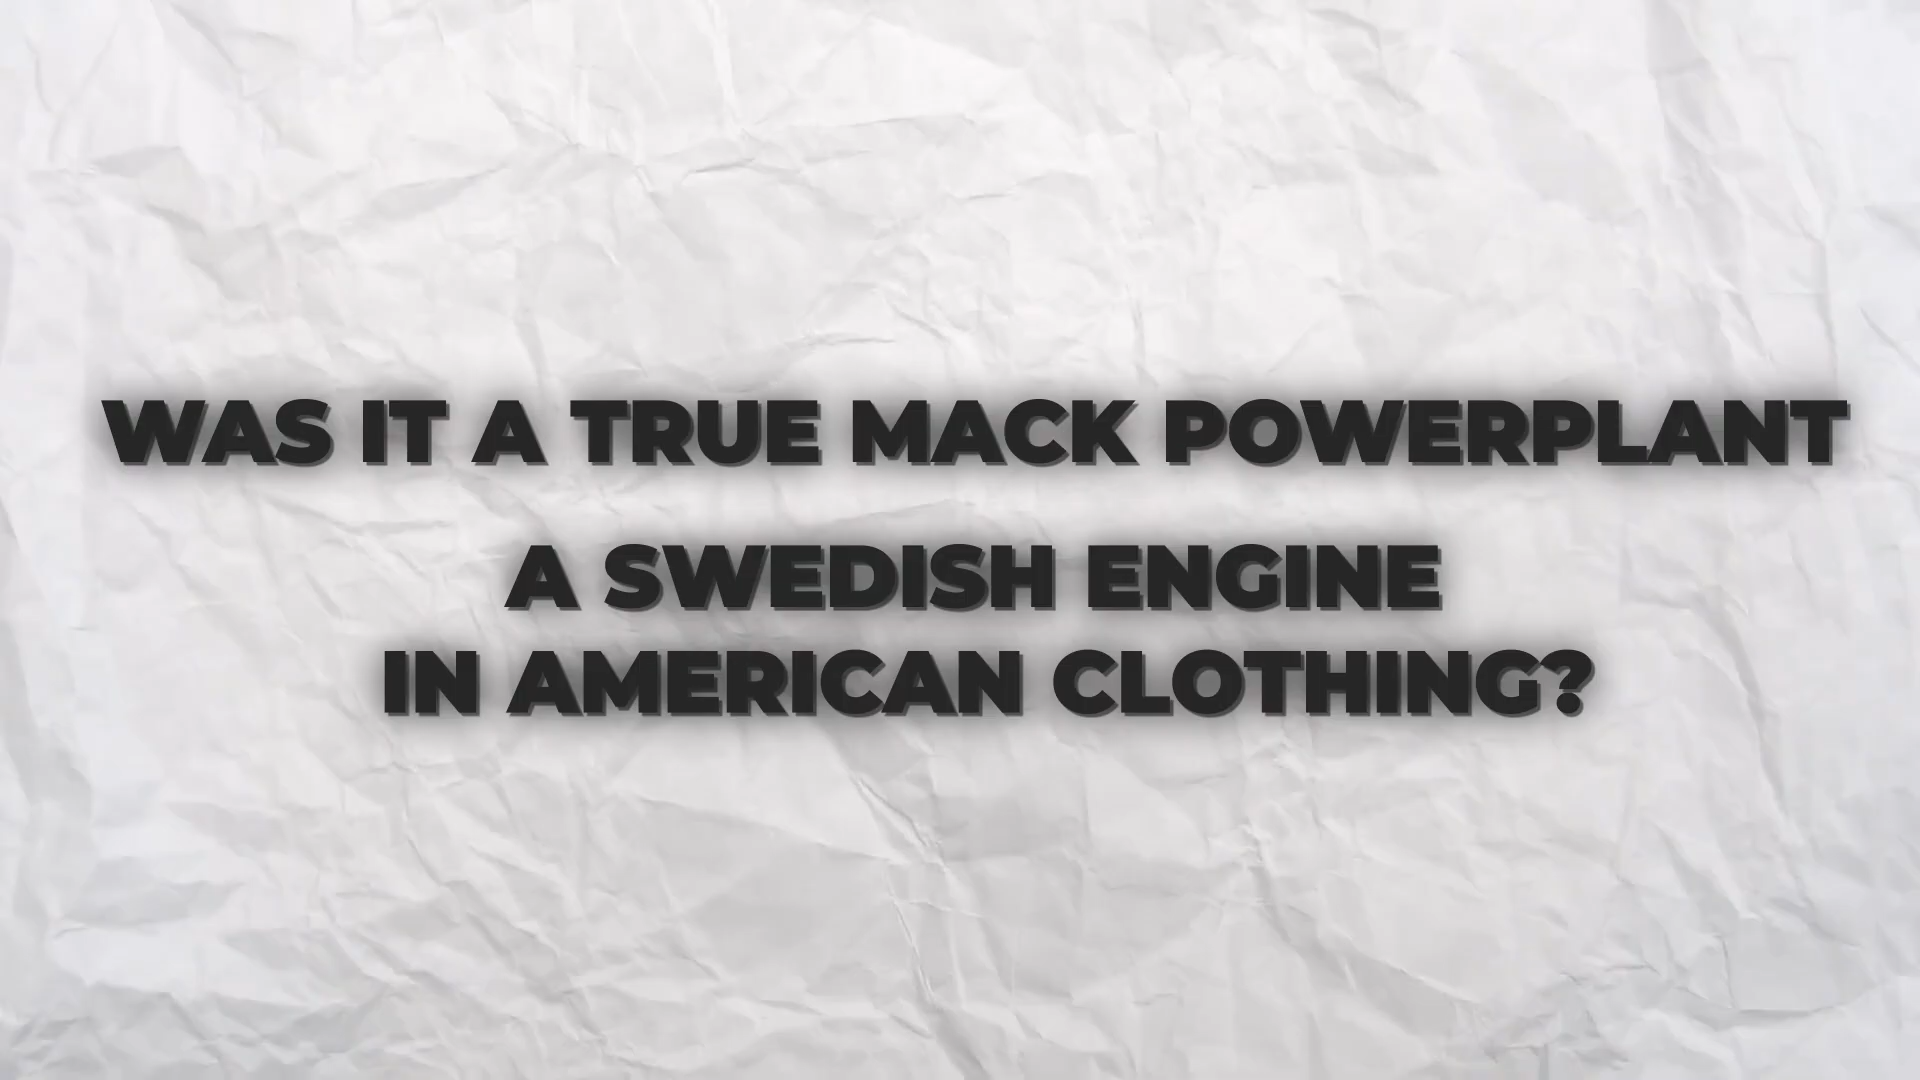 WAS IT A TRUE MACK POWERPLANT
A SWEDISH ENGINE
IN AMERICAN CLOTHING?